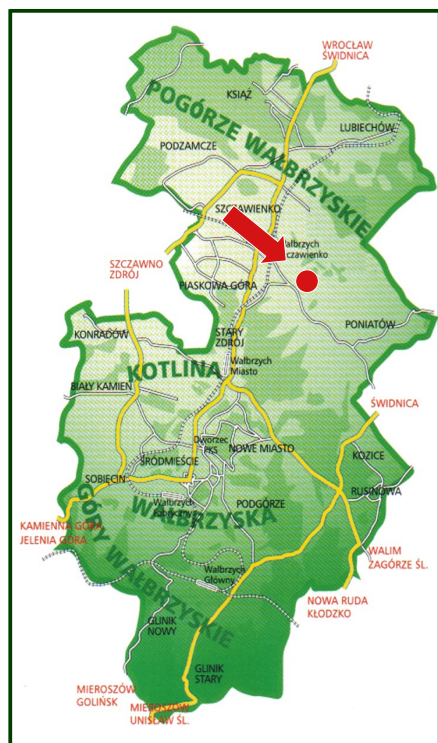 WROCŁAW
ŚWIDNICA
KSIĄŻ
POGÓRZE WAŁBRZYSKIE
LUBIECHÓW
PODZAMCZE
SZCZAWIENKO
Wałbrzych
SZCZAWNO
ZDRÓJ
PIASKOWA GÓRA
PONIATÓW
STARY
ZDRÓJ
KONRADÓW
Wałbrzych
Miasto
KOTLINA
BIAŁY KAMIEŃ
ŚWIDNICA
Dworzec
PKS
NOWE MIASTO
KOZICE
ŚRÓDMIEŚCIE
SOBIĘCIN
RUSINOWA
Wałbrzych
PODGÓRZE
WAŁBRZYSKA
KAMIENNA GÓRA
JELENIA GÓRA
GÓRY WAŁBRZYSKIE
WALIM
ZAGÓRZE ŚL.
Wałbrzych
Główny
NOWA RUDA
KŁODZKO
GLINIK
NOWY
GLINIK
STARY
MIEROSZÓW
GOLIŃSK
MIEROSZÓW
UNISŁAW ŚL.